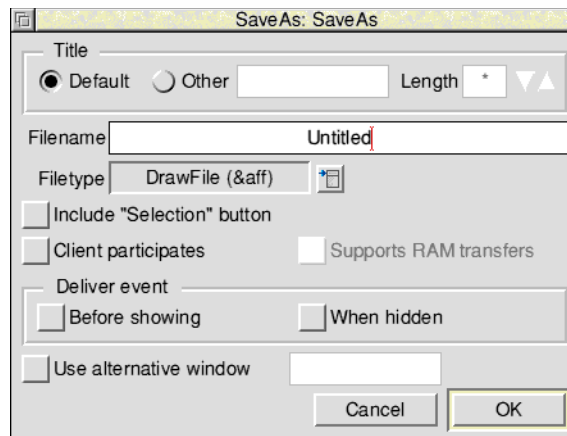 SaveAs: SaveAs
Title
Default Other Length *
Filename Untitled
Filetype DrawFile (&aff)
Include "Selection" button
Client participates Supports RAM transfers
Deliver event
Before showing When hidden
Use alternative window
Cancel OK